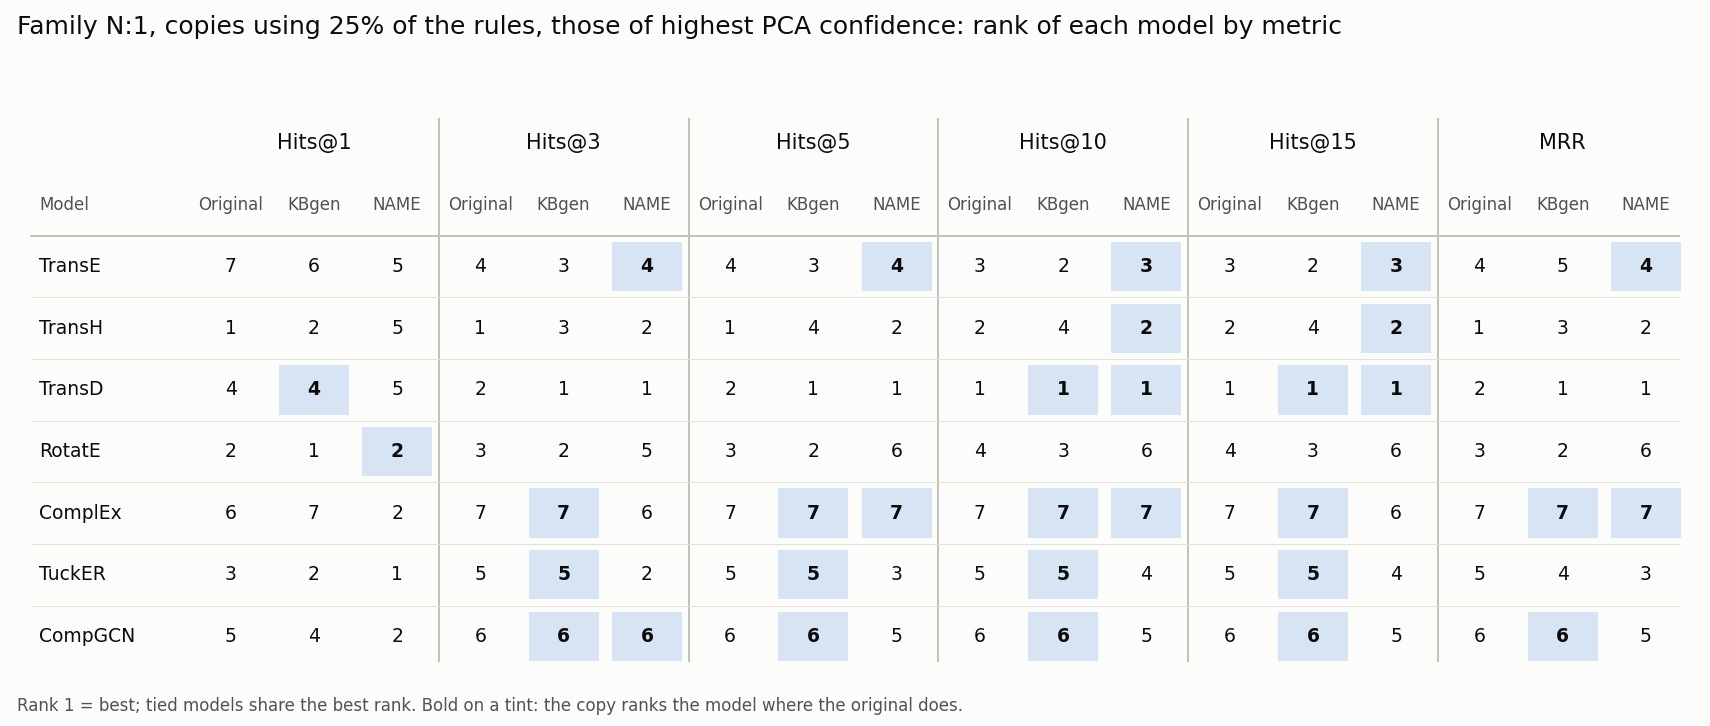 Family N:1, copies using 25% of the rules, those of highest PCA confidence: rank of each model by metric
Hits@1 Hits@3 Hits@5 Hits@10 Hits@15 MRR
Model Original KBgen NAME Original KBgen NAME Original KBgen NAME Original KBgen NAME Original KBgen NAME Original KBgen NAME
TransE 7 6 5 4 3 4 4 3 4 3 2 3 3 2 3 4 5 4
TransH 1 2 5 1 3 2 1 4 2 2 4 2 2 4 2 1 3 2
TransD 4 4 5 2 1 1 2 1 1 1 1 1 1 1 1 2 1 1
RotatE 2 1 2 3 2 5 3 2 6 4 3 6 4 3 6 3 2 6
ComplEx 6 7 2 7 7 6 7 7 7 7 7 7 7 7 6 7 7 7
TuckER 3 2 1 5 5 2 5 5 3 5 5 4 5 5 4 5 4 3
CompGCN 5 4 2 6 6 6 6 6 5 6 6 5 6 6 5 6 6 5
Rank 1 = best; tied models share the best rank. Bold on a tint: the copy ranks the model where the original does.